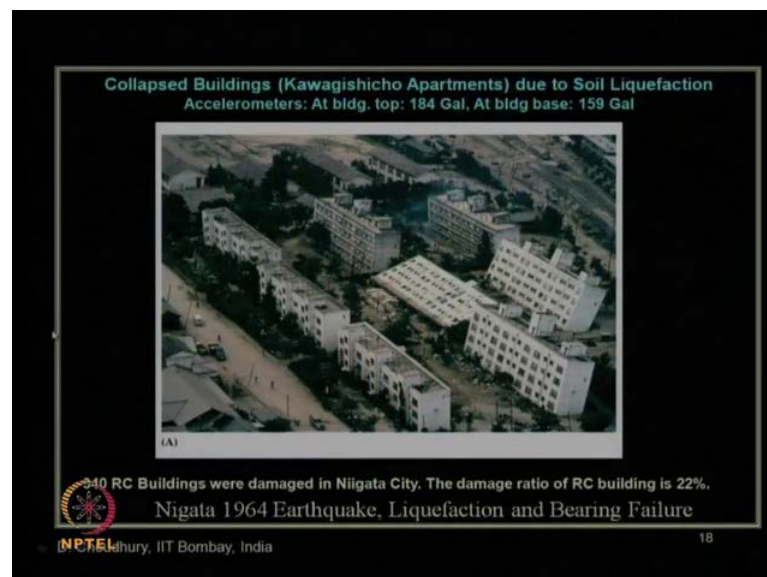 Collapsed Buildings (Kawagishicho Apartments) due to Soil Liquefaction
Accelerometers: At bldg. top: 184 Gal, At bldg base: 159 Gal
(A)
340 RC Buildings were damaged in Niigata City. The damage ratio of RC building is 22%.
Nigata 1964 Earthquake, Liquefaction and Bearing Failure
18
NPTEL
D. Choudhury, IIT Bombay, India